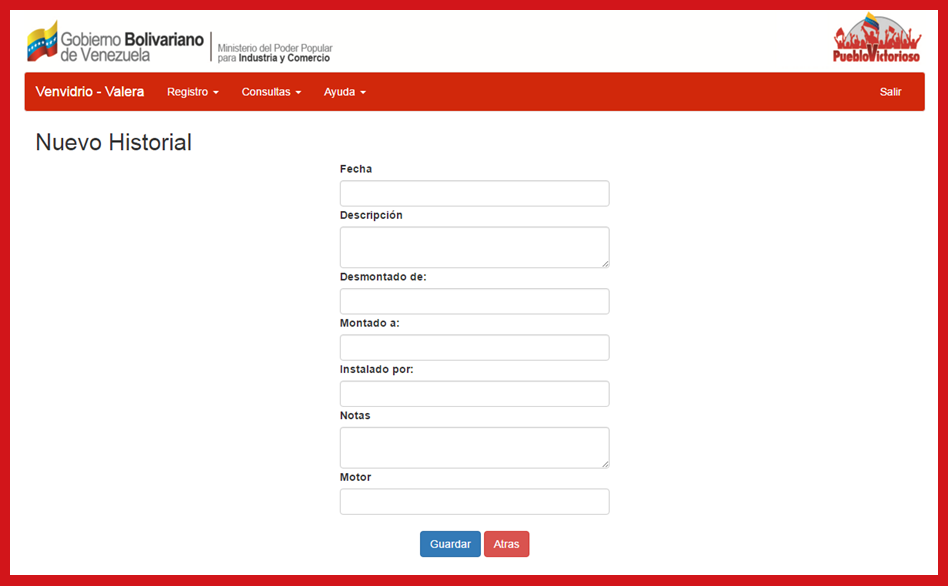 Gobierno Bolivariano
de Venezuela
Ministerio del Poder Popular
para Industria y Comercio
PuebloVictorioso
Venvidrio - Valera
Registro
Consultas
Ayuda
Salir
Nuevo Historial
Fecha
Descripción
Desmontado de:
Montado a:
Instalado por:
Notas
Motor
Guardar
Atras